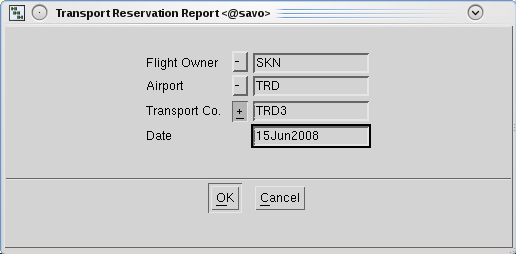 Transport Reservation Report <@savo>
Flight Owner - SKN
Airport - TRD
Transport Co. + TRD3
Date 15Jun2008
OK Cancel